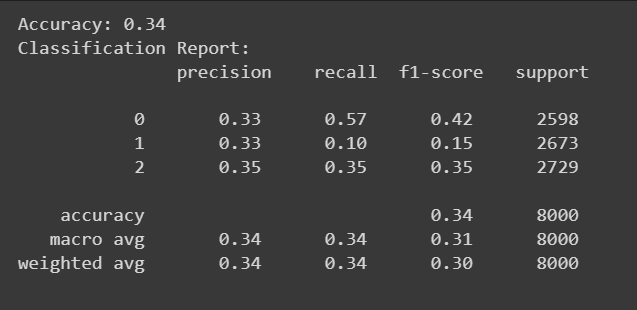 Accuracy: 0.34
Classification Report:
precision recall f1-score support
0 0.33 0.57 0.42 2598
1 0.33 0.10 0.15 2673
2 0.35 0.35 0.35 2729
accuracy 0.34 8000
macro avg 0.34 0.34 0.31 8000
weighted avg 0.34 0.34 0.30 8000